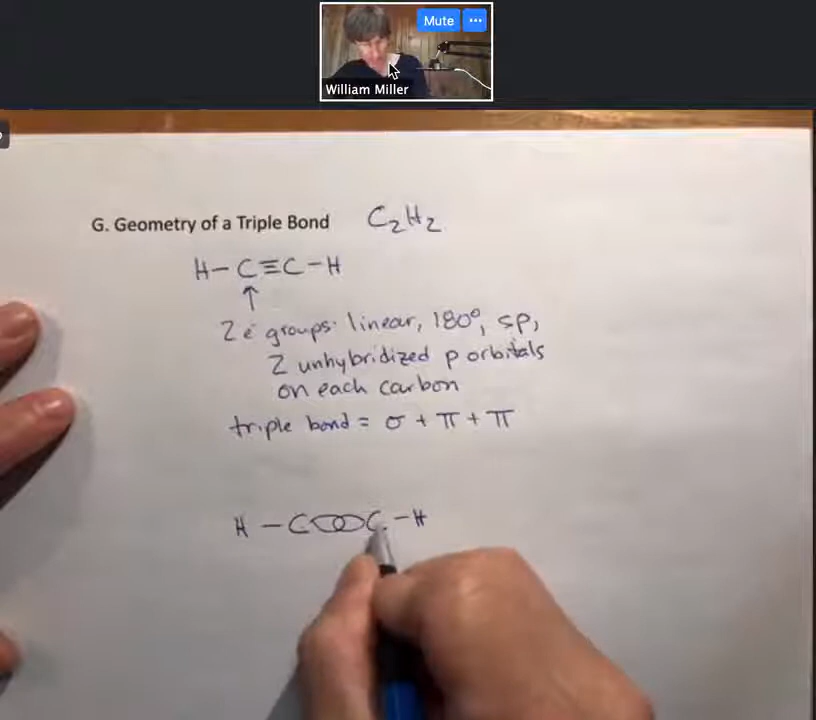 Mute
William Miller
G. Geometry of a Triple Bond C₂H₂
H-C≡C-H
↑
2 e⁻ groups: linear, 180°, sp,
2 unhybridized p orbitals
on each carbon
triple bond = σ + π + π
H - C C - H